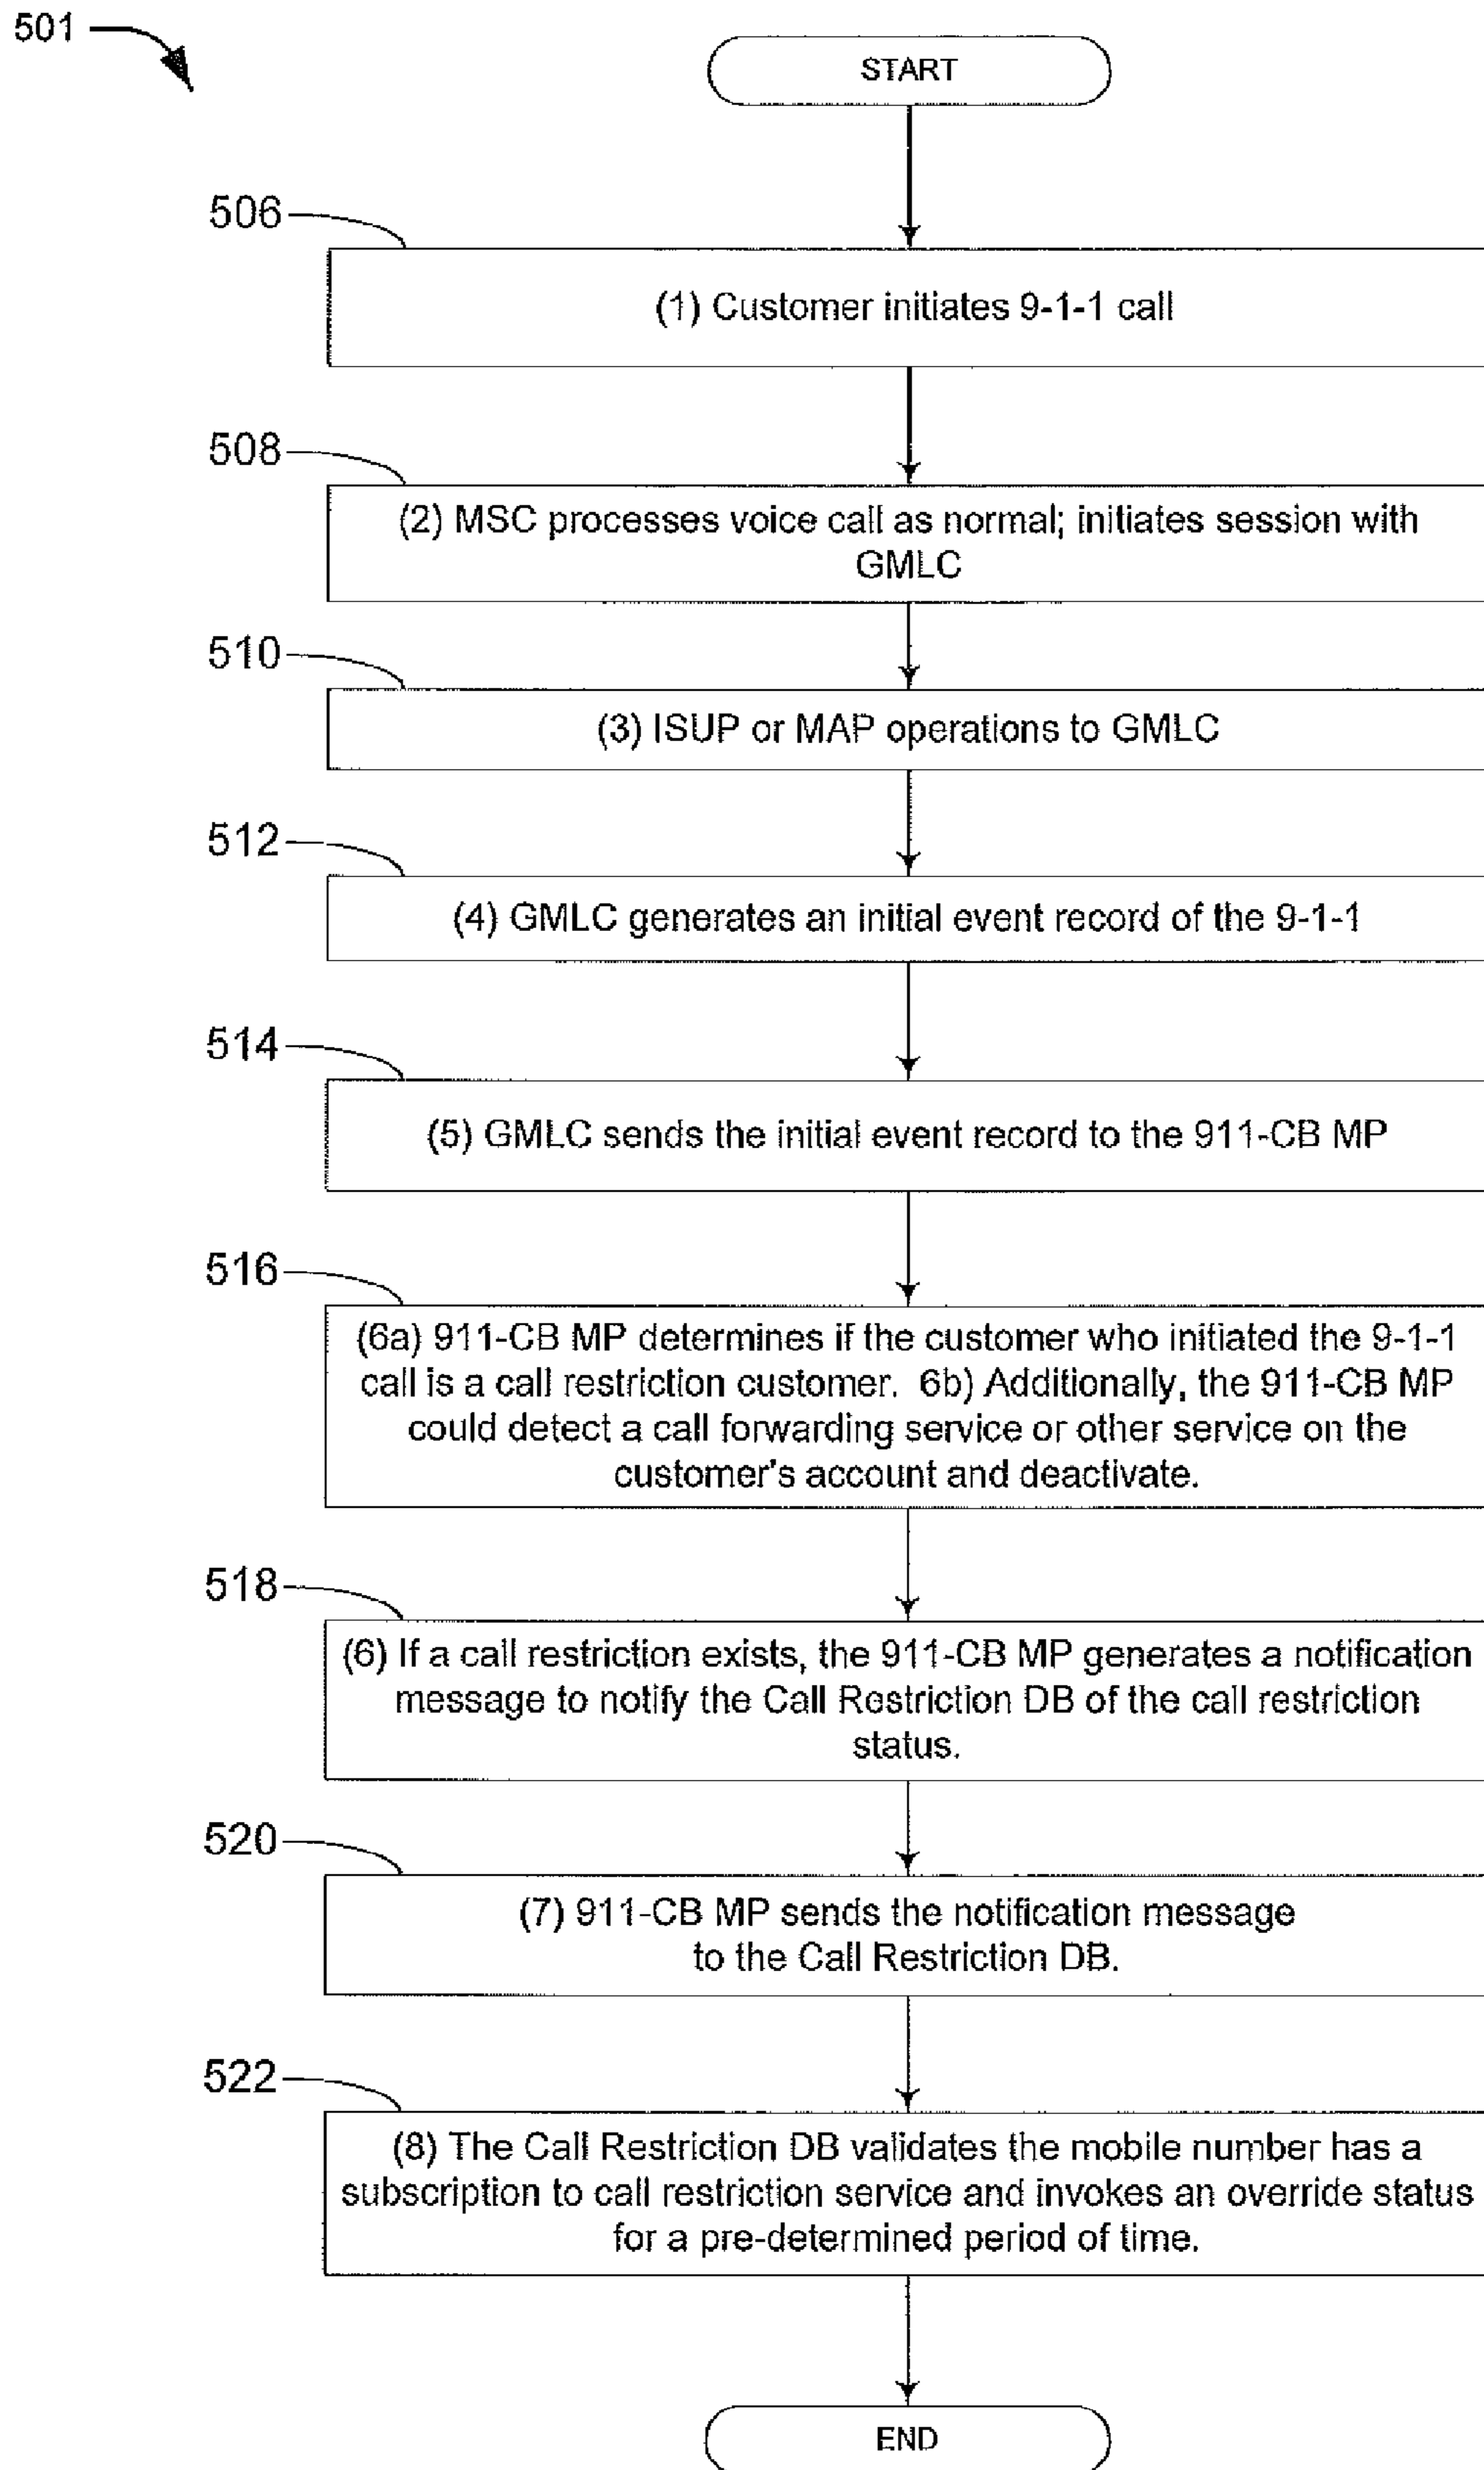 501
START
506
(1) Customer initiates 9-1-1 call
508
(2) MSC processes voice call as normal; initiates session with
GMLC
510
(3) ISUP or MAP operations to GMLC
512
(4) GMLC generates an initial event record of the 9-1-1
514
(5) GMLC sends the initial event record to the 911-CB MP
516
(6a) 911-CB MP determines if the customer who initiated the 9-1-1
call is a call restriction customer. 6b) Additionally, the 911-CB MP
could detect a call forwarding service or other service on the
customer's account and deactivate.
518
(6) If a call restriction exists, the 911-CB MP generates a notification
message to notify the Call Restriction DB of the call restriction
status.
520
(7) 911-CB MP sends the notification message
to the Call Restriction DB.
522
(8) The Call Restriction DB validates the mobile number has a
subscription to call restriction service and invokes an override status
for a pre-determined period of time.
END